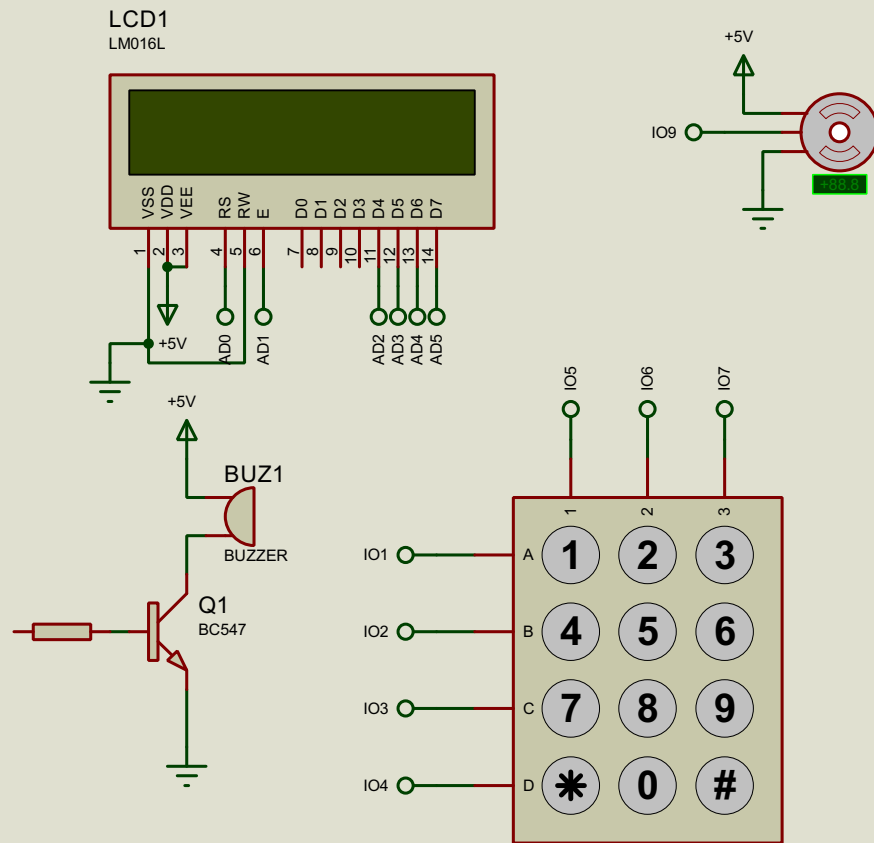 LCD1
LM016L
VSS
VDD
VEE
RS
RW
E
D0
D1
D2
D3
D4
D5
D6
D7
1
2
3
4
5
6
7
8
9
10
11
12
13
14
+5V
AD0
AD1
AD2
AD3
AD4
AD5
+5V
IO9
+88.8
+5V
BUZ1
BUZZER
Q1
BC547
IO5
IO6
IO7
1
2
3
IO1
A
1 2 3
IO2
B
4 5 6
IO3
C
7 8 9
IO4
D
* 0 #